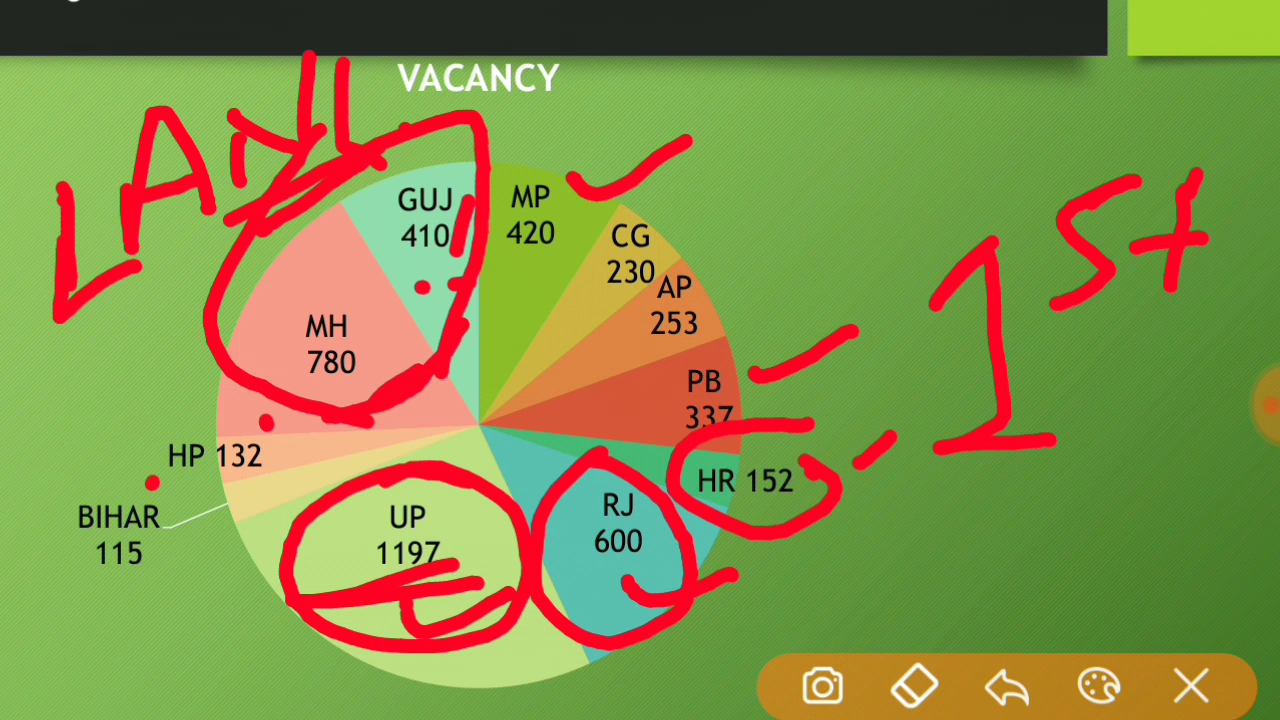 VACANCY
1st
GUJ
410
MP
420
CG
230
AP
253
MH
780
PB
337
HP 132
HR 152
BIHAR
115
UP
1197
RJ
600